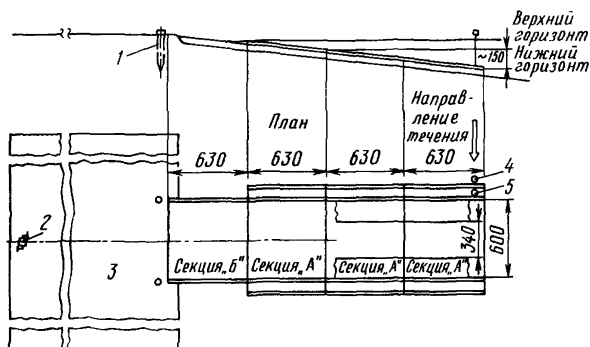 Верхний
горизонт
Нижний
горизонт
~150
1
План
Направ-
ление
течения
630
630
630
630
4
5
2
3
340
600
Секция „Б"
Секция „А"
Секция „А"
Секция „А"